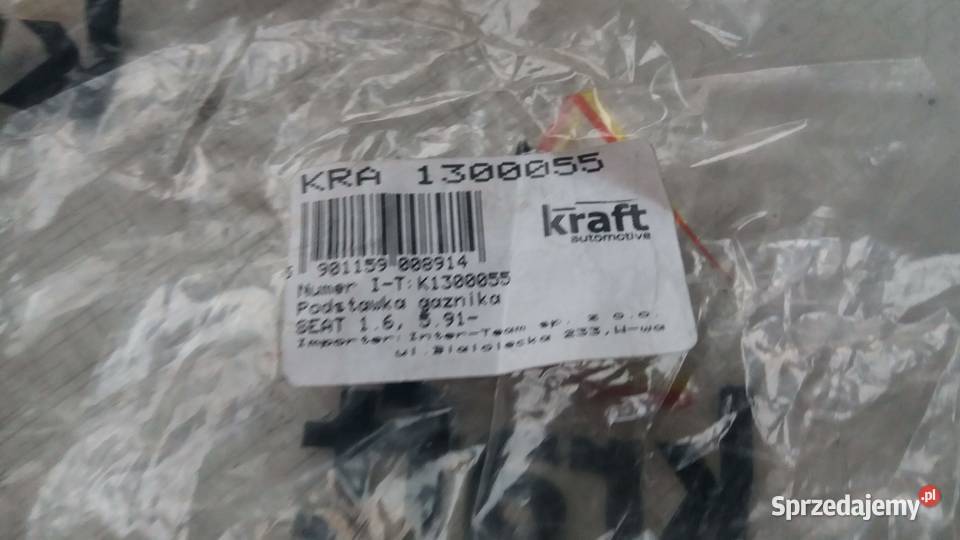 KRA 1300055
kraft
automotive
901159 008914
Numer I-T:K1300055
Podstawka gaznika
SEAT 1.6, 5.91-
Importer:Inter-Team sp. z o.o.
ul.Bialolecka 233,W-wa
Sprzedajemy.pl